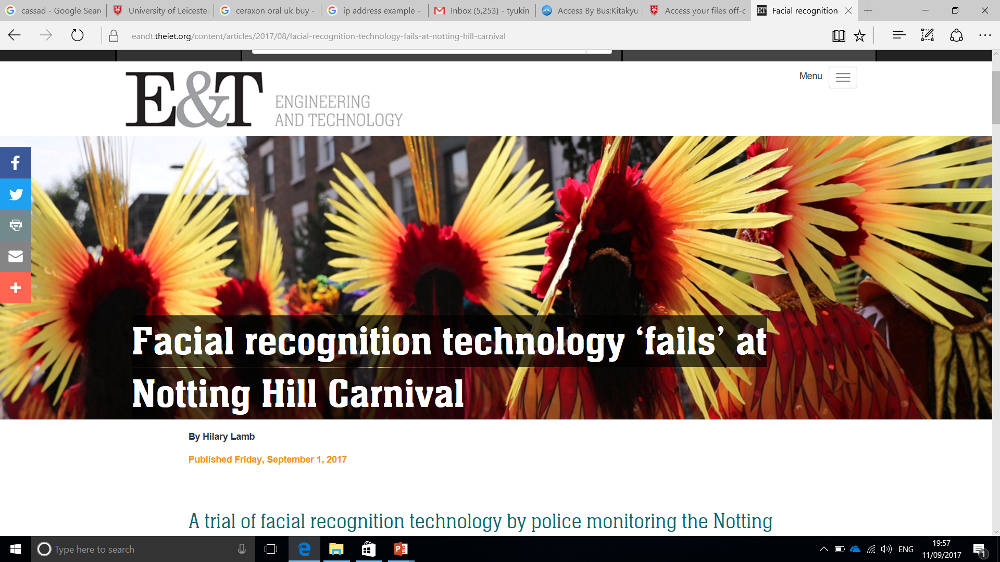 cassad - Google Sear
University of Leicester
ceraxon oral uk buy -
ip address example -
Inbox (5,253) - tyukin
Access By Bus:Kitakyu
Access your files off-c
ET Facial recognition
eandt.theiet.org/content/articles/2017/08/facial-recognition-technology-fails-at-notting-hill-carnival
Menu
E&T ENGINEERING
AND TECHNOLOGY
Facial recognition technology ‘fails’ at
Notting Hill Carnival
By Hilary Lamb
Published Friday, September 1, 2017
A trial of facial recognition technology by police monitoring the Notting
Type here to search
ENG
19:57
11/09/2017
1